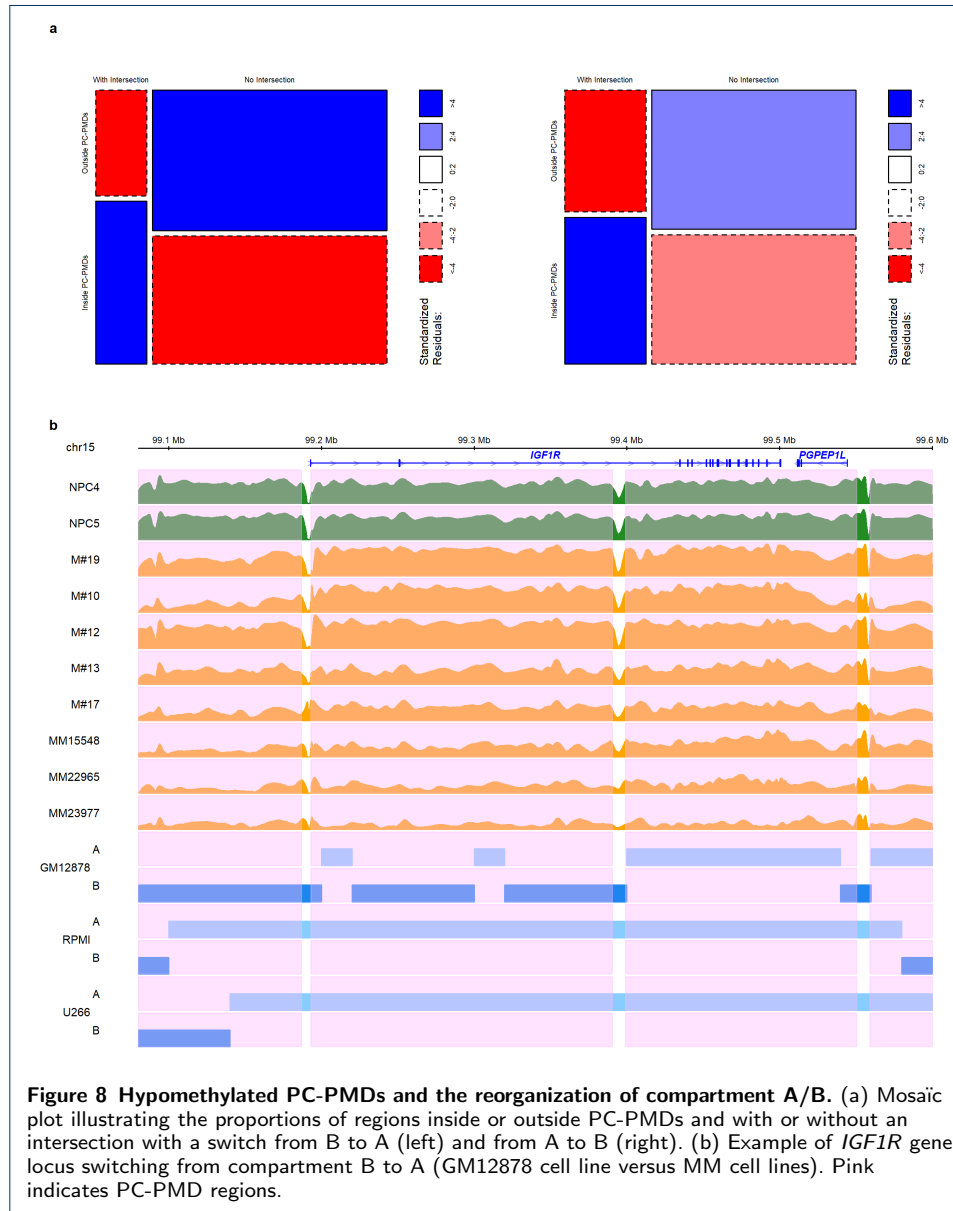 a
With Intersection No Intersection
Outside PC-PMDs
Inside PC-PMDs
>4
2:4
0:2
-2:0
-4:-2
<-4
Standardized
Residuals:
With Intersection No Intersection
Outside PC-PMDs
Inside PC-PMDs
>4
2:4
0:2
-2:0
-4:-2
<-4
Standardized
Residuals:
b
chr15
99.1 Mb 99.2 Mb 99.3 Mb 99.4 Mb 99.5 Mb 99.6 Mb
IGF1R PGPEP1L
NPC4
NPC5
M#19
M#10
M#12
M#13
M#17
MM15548
MM22965
MM23977
A
GM12878
B
A
RPMI
B
A
U266
B
Figure 8 Hypomethylated PC-PMDs and the reorganization of compartment A/B. (a) Mosaïc
plot illustrating the proportions of regions inside or outside PC-PMDs and with or without an
intersection with a switch from B to A (left) and from A to B (right). (b) Example of IGF1R gene
locus switching from compartment B to A (GM12878 cell line versus MM cell lines). Pink
indicates PC-PMD regions.